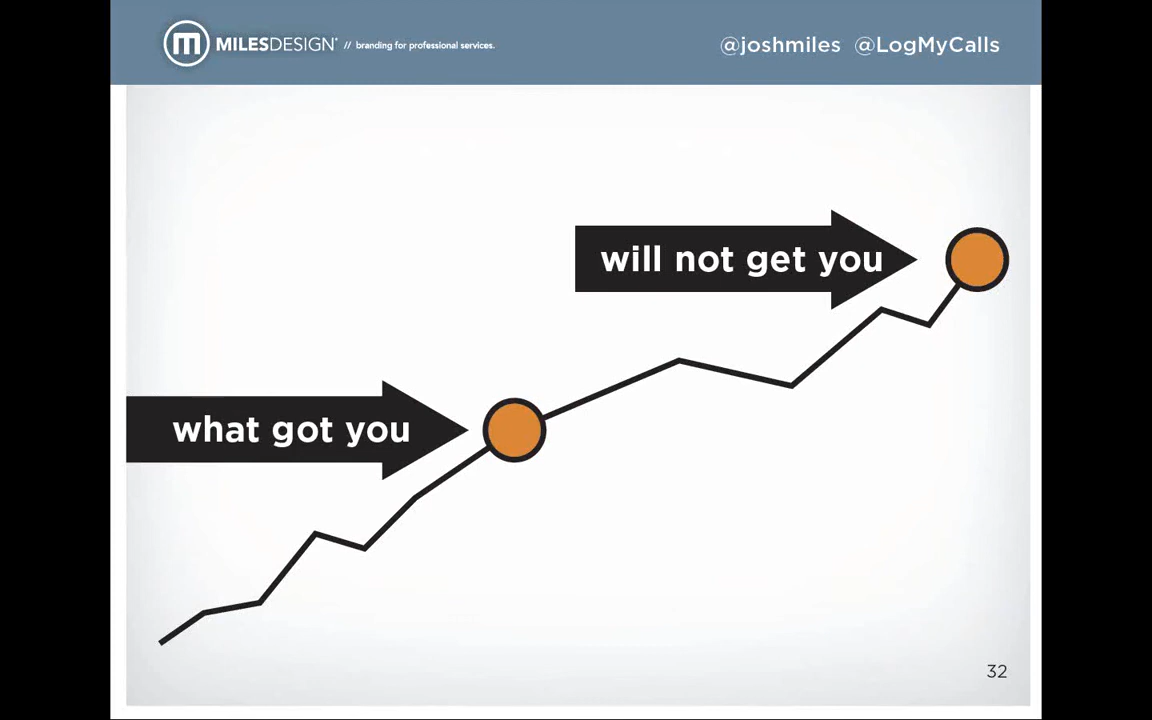 MILESDESIGN® // branding for professional services.
@joshmiles @LogMyCalls
will not get you
what got you
32